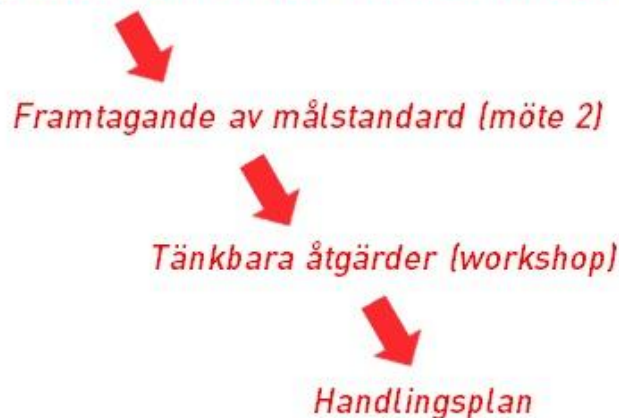 Framtagande av målstandard (möte 2)
Tänkbara åtgärder (workshop)
Handlingsplan